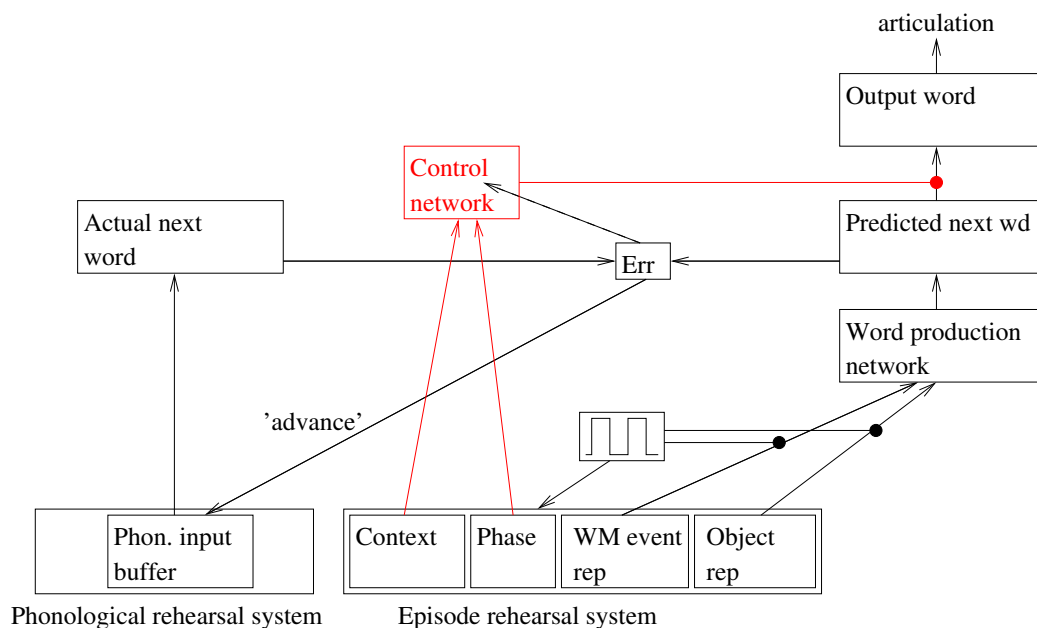 articulation
Output word
Control
network
Actual next
word
Predicted next wd
Err
Word production
network
’advance’
Phon. input
buffer
Context
Phase
WM event
rep
Object
rep
Phonological rehearsal system
Episode rehearsal system